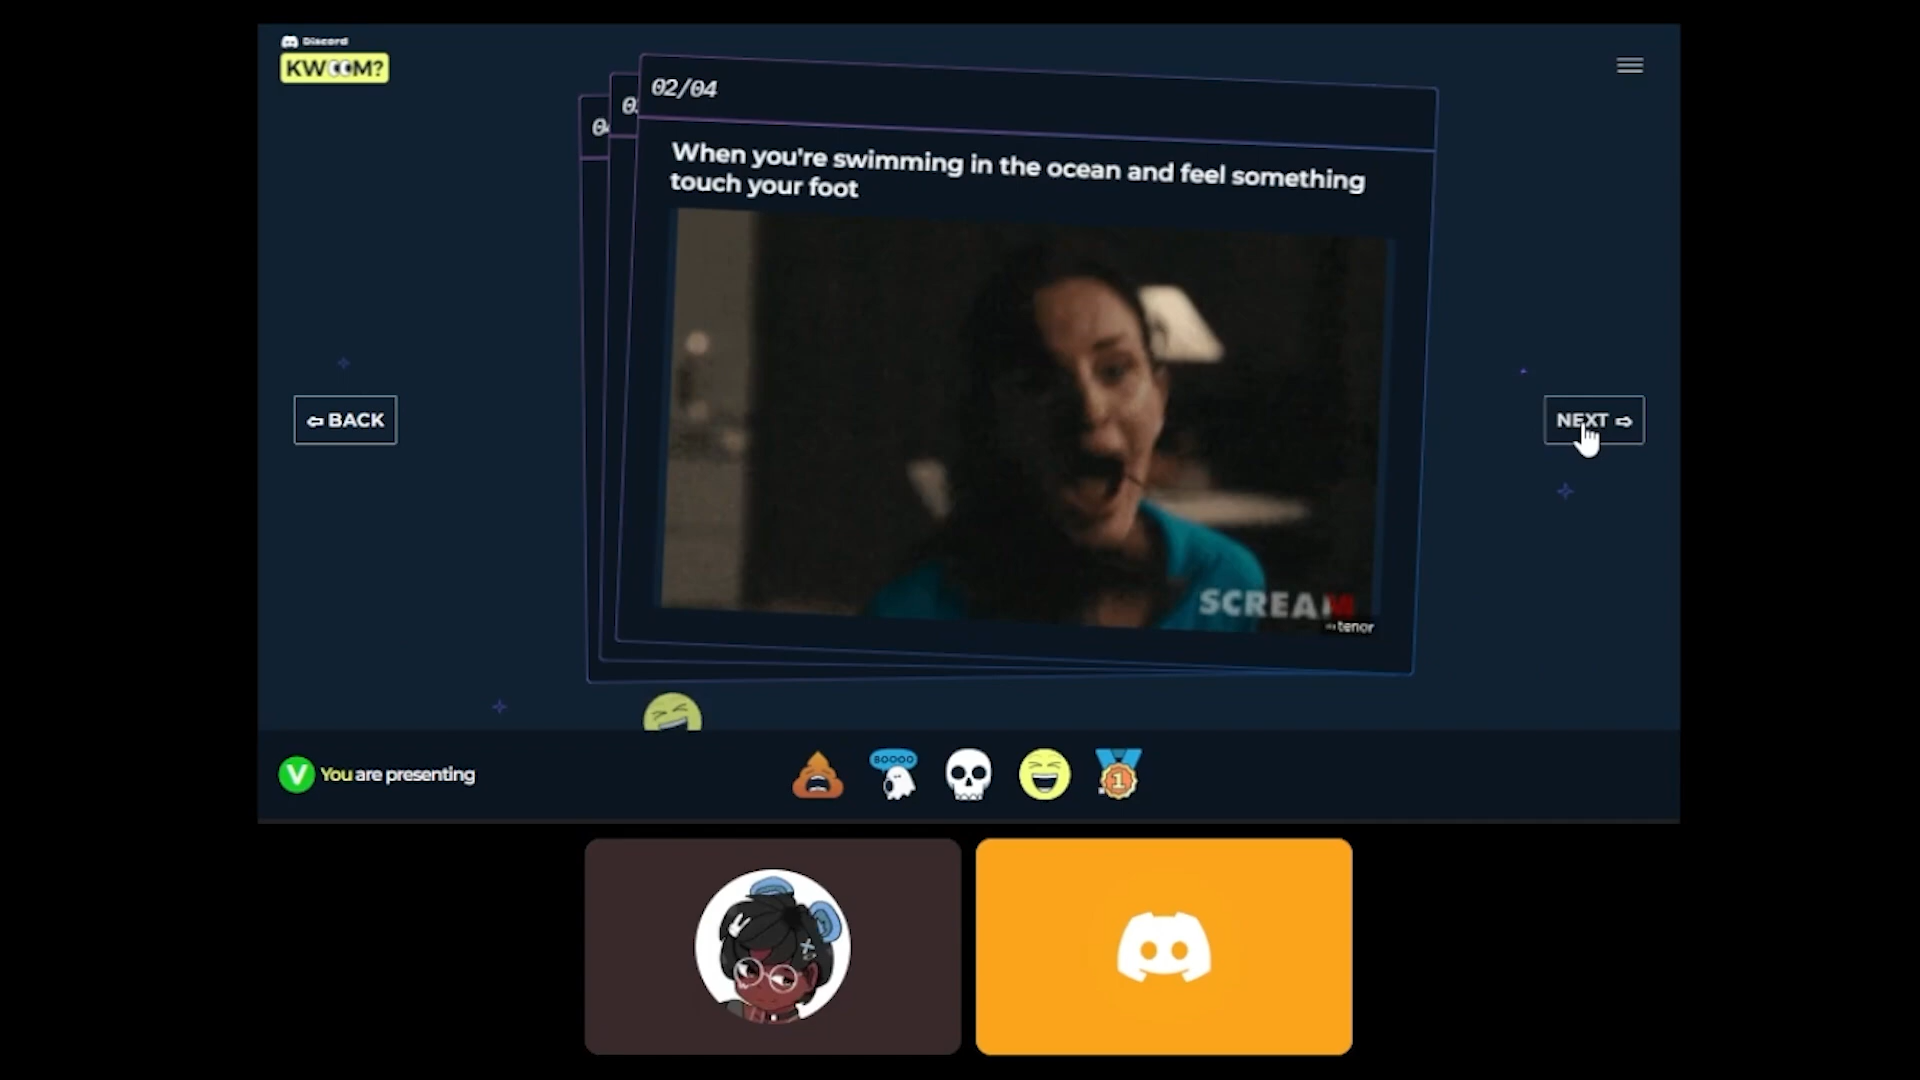 Discord
KWOOM?
02/04
When you're swimming in the ocean and feel something
touch your foot
BACK
NEXT
SCREAM
tenor
You are presenting
V
BOOOO
1